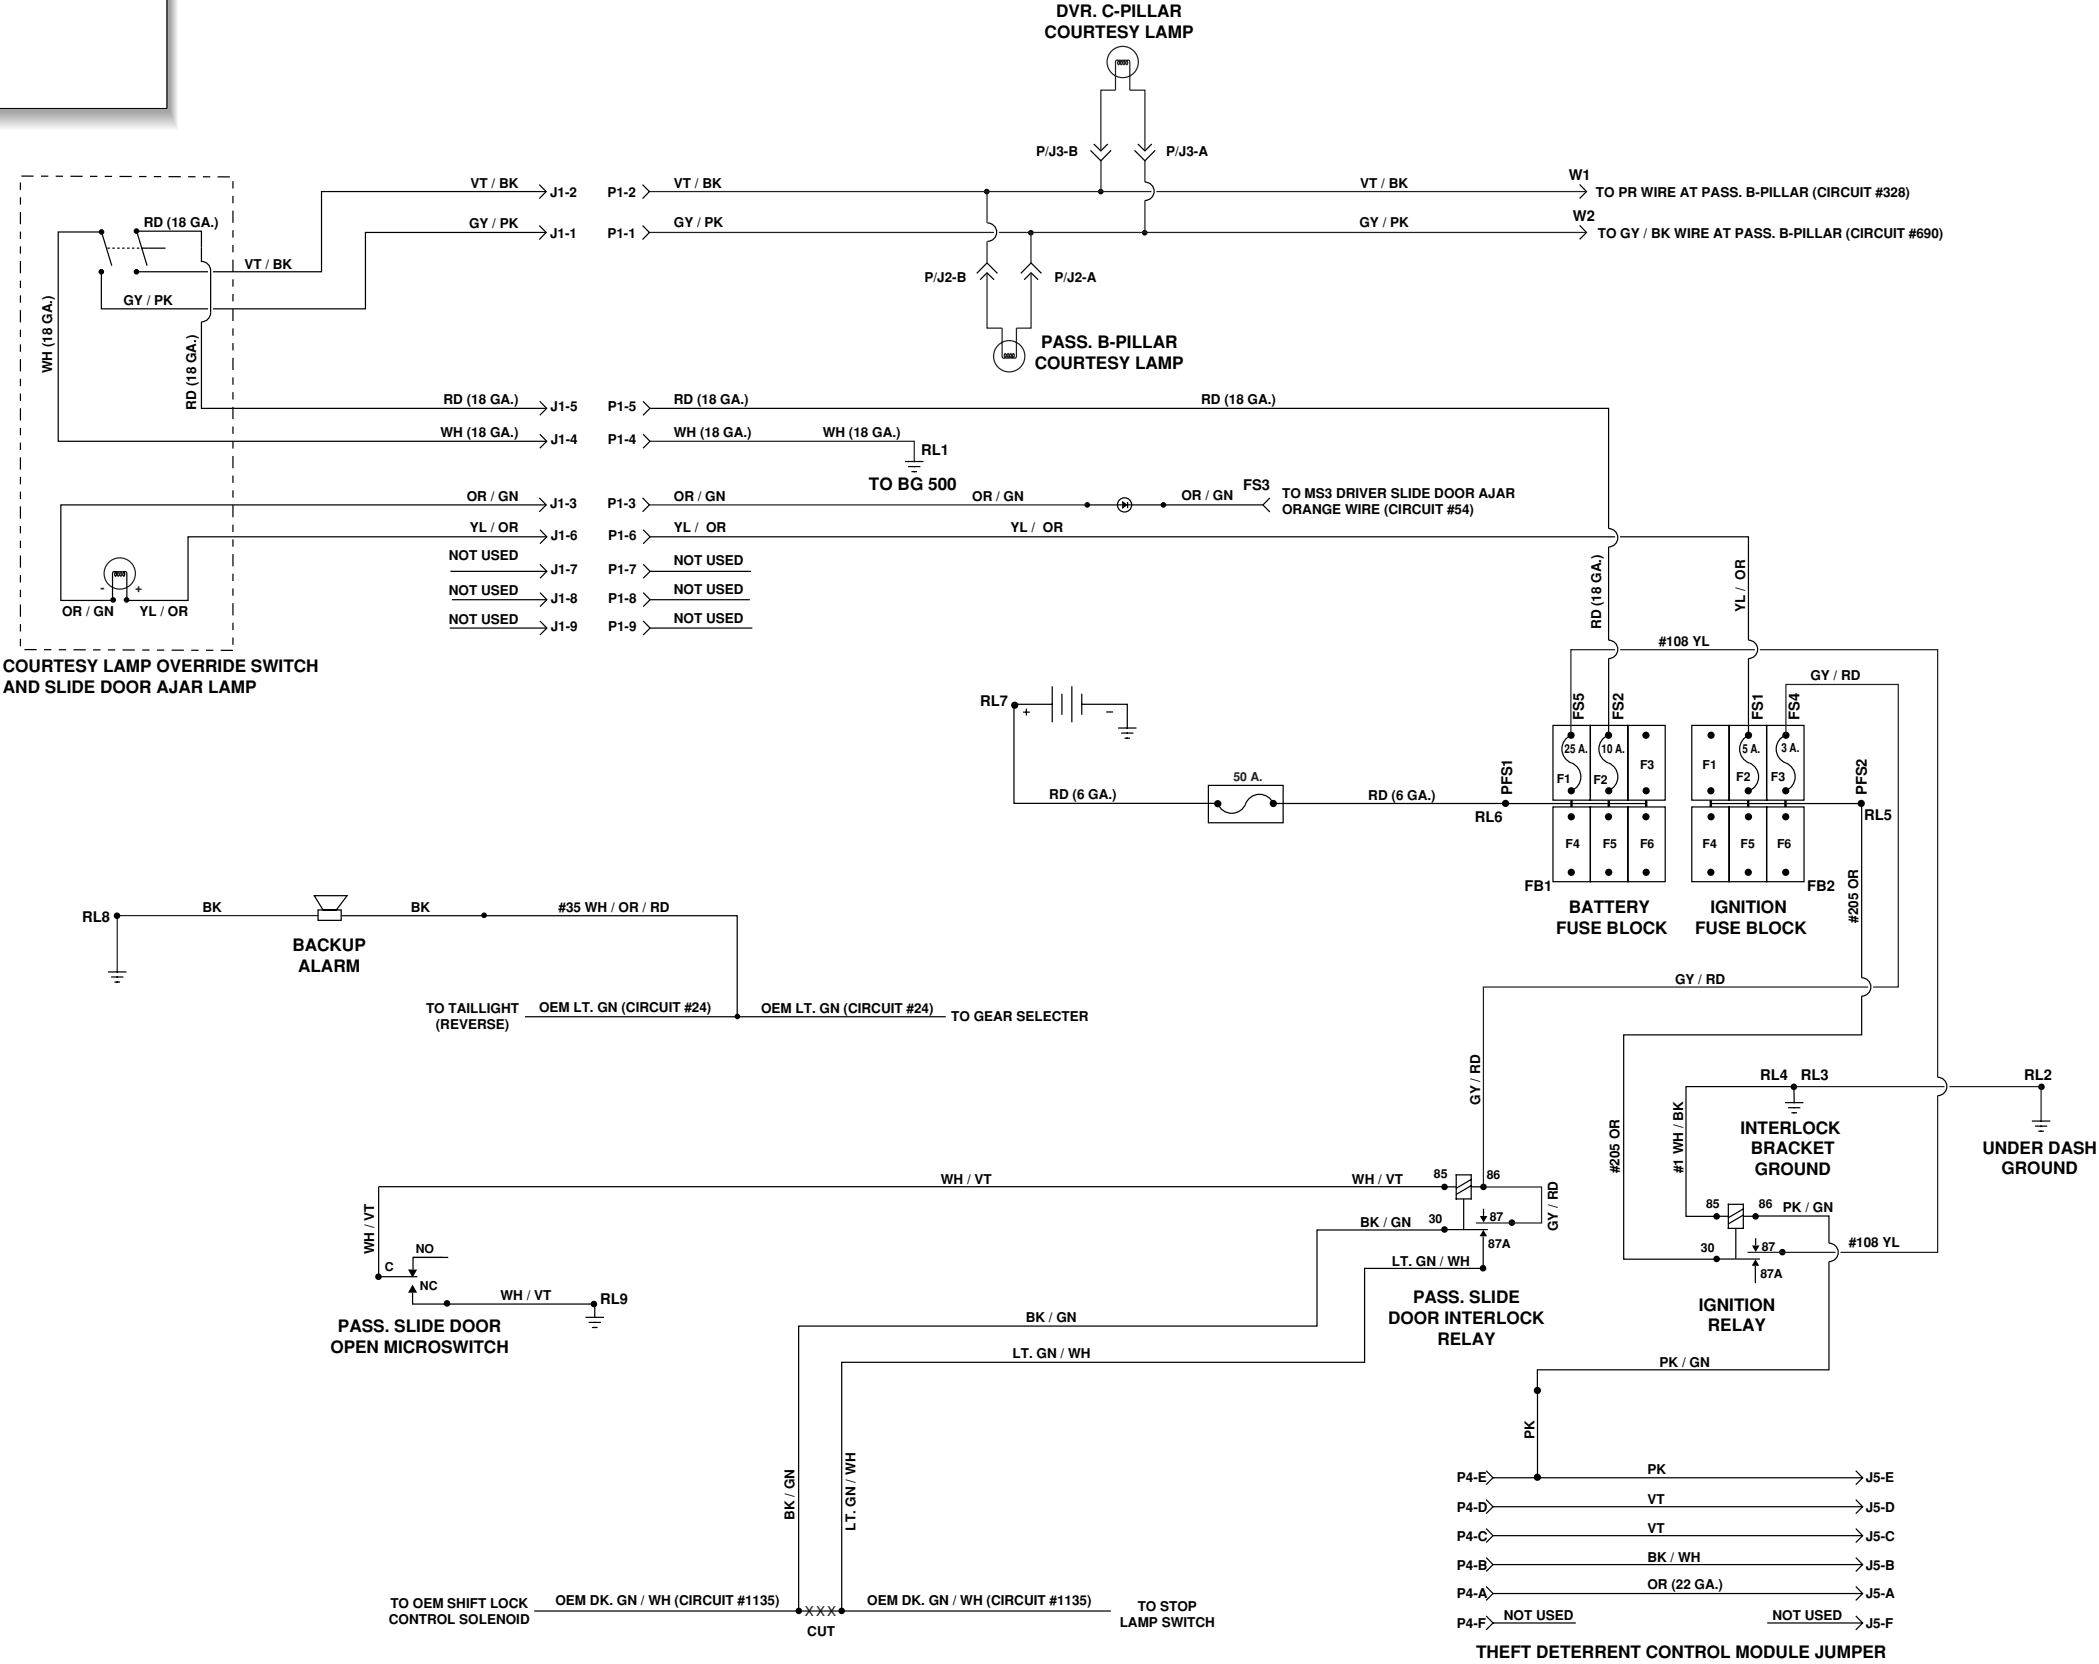 DVR. C-PILLAR
COURTESY LAMP
P/J3-B
P/J3-A
VT / BK
J1-2
P1-2
VT / BK
VT / BK
W1
TO PR WIRE AT PASS. B-PILLAR (CIRCUIT #328)
GY / PK
J1-1
P1-1
GY / PK
GY / PK
W2
TO GY / BK WIRE AT PASS. B-PILLAR (CIRCUIT #690)
RD (18 GA.)
VT / BK
GY / PK
WH (18 GA.)
RD (18 GA.)
P/J2-B
P/J2-A
PASS. B-PILLAR
COURTESY LAMP
RD (18 GA.)
J1-5
P1-5
RD (18 GA.)
RD (18 GA.)
WH (18 GA.)
J1-4
P1-4
WH (18 GA.)
WH (18 GA.)
RL1
TO BG 500
OR / GN
J1-3
P1-3
OR / GN
OR / GN
OR / GN
FS3
TO MS3 DRIVER SLIDE DOOR AJAR
ORANGE WIRE (CIRCUIT #54)
YL / OR
J1-6
P1-6
YL / OR
YL / OR
NOT USED
J1-7
P1-7
NOT USED
NOT USED
J1-8
P1-8
NOT USED
NOT USED
J1-9
P1-9
NOT USED
-
+
OR / GN
YL / OR
COURTESY LAMP OVERRIDE SWITCH
AND SLIDE DOOR AJAR LAMP
RD (18 GA.)
YL / OR
#108 YL
GY / RD
RL7
+
–
FS5
FS2
FS1
FS4
25 A.
10 A.
5 A.
3 A.
F1
F2
F3
F1
F2
F3
50 A.
RD (6 GA.)
RD (6 GA.)
PFS1
RL6
PFS2
RL5
F4
F5
F6
F4
F5
F6
FB1
FB2
BATTERY
FUSE BLOCK
IGNITION
FUSE BLOCK
#205 OR
RL8
BK
BK
#35 WH / OR / RD
BACKUP
ALARM
TO TAILLIGHT
(REVERSE)
OEM LT. GN (CIRCUIT #24)
OEM LT. GN (CIRCUIT #24)
TO GEAR SELECTER
GY / RD
GY / RD
RL4
RL3
RL2
INTERLOCK
BRACKET
GROUND
UNDER DASH
GROUND
#205 OR
#1 WH / BK
WH / VT
WH / VT
85
86
WH / VT
GY / RD
BK / GN
30
87
87A
LT. GN / WH
85
86
PK / GN
30
87
87A
#108 YL
NO
C
NC
WH / VT
RL9
PASS. SLIDE DOOR
OPEN MICROSWITCH
PASS. SLIDE
DOOR INTERLOCK
RELAY
IGNITION
RELAY
BK / GN
LT. GN / WH
PK / GN
PK
BK / GN
LT. GN / WH
P4-E
PK
J5-E
P4-D
VT
J5-D
P4-C
VT
J5-C
P4-B
BK / WH
J5-B
P4-A
OR (22 GA.)
J5-A
P4-F
NOT USED
NOT USED
J5-F
THEFT DETERRENT CONTROL MODULE JUMPER
TO OEM SHIFT LOCK
CONTROL SOLENOID
OEM DK. GN / WH (CIRCUIT #1135)
XXX
CUT
OEM DK. GN / WH (CIRCUIT #1135)
TO STOP
LAMP SWITCH